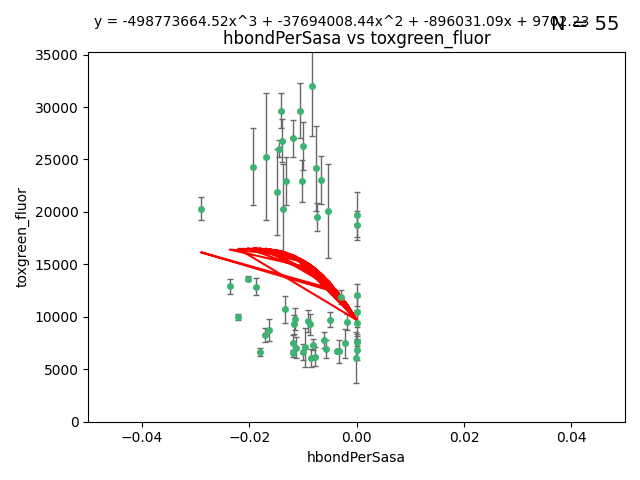 y = -498773664.52x^3 + -37694008.44x^2 + -896031.09x + 9702.23
N = 55
hbondPerSasa vs toxgreen_fluor
toxgreen_fluor
35000
30000
25000
20000
15000
10000
5000
0
−0.04
−0.02
0.00
0.02
0.04
hbondPerSasa